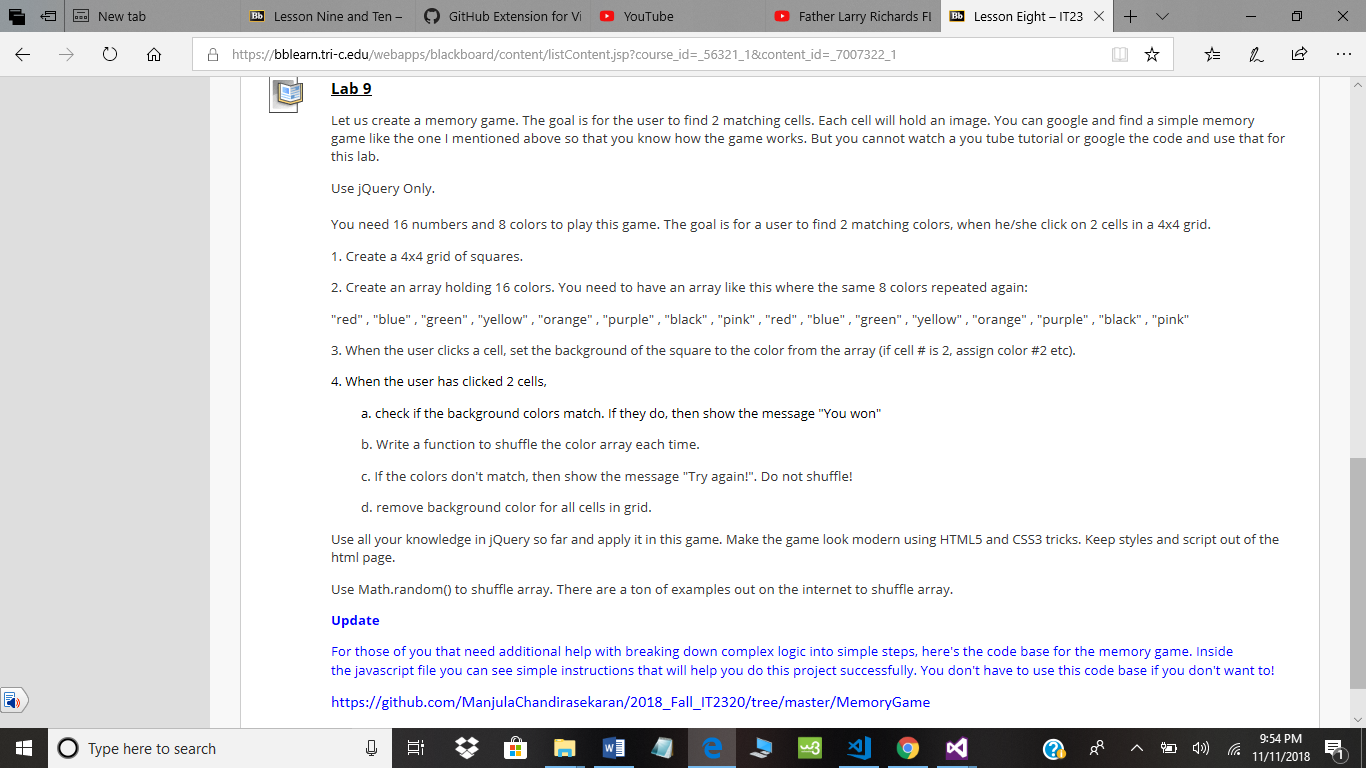 New tab
Lesson Nine and Ten –
GitHub Extension for Vi
YouTube
Father Larry Richards FL
Bb Lesson Eight – IT23
https://bblearn.tri-c.edu/webapps/blackboard/content/listContent.jsp?course_id=_56321_1&content_id=_7007322_1
Lab 9
Let us create a memory game. The goal is for the user to find 2 matching cells. Each cell will hold an image. You can google and find a simple memory
game like the one I mentioned above so that you know how the game works. But you cannot watch a you tube tutorial or google the code and use that for
this lab.
Use jQuery Only.
You need 16 numbers and 8 colors to play this game. The goal is for a user to find 2 matching colors, when he/she click on 2 cells in a 4x4 grid.
1. Create a 4x4 grid of squares.
2. Create an array holding 16 colors. You need to have an array like this where the same 8 colors repeated again:
"red" , "blue" , "green" , "yellow" , "orange" , "purple" , "black" , "pink" , "red" , "blue" , "green" , "yellow" , "orange" , "purple" , "black" , "pink"
3. When the user clicks a cell, set the background of the square to the color from the array (if cell # is 2, assign color #2 etc).
4. When the user has clicked 2 cells,
a. check if the background colors match. If they do, then show the message "You won"
b. Write a function to shuffle the color array each time.
c. If the colors don't match, then show the message "Try again!". Do not shuffle!
d. remove background color for all cells in grid.
Use all your knowledge in jQuery so far and apply it in this game. Make the game look modern using HTML5 and CSS3 tricks. Keep styles and script out of the
html page.
Use Math.random() to shuffle array. There are a ton of examples out on the internet to shuffle array.
Update
For those of you that need additional help with breaking down complex logic into simple steps, here's the code base for the memory game. Inside
the javascript file you can see simple instructions that will help you do this project successfully. You don't have to use this code base if you don't want to!
https://github.com/ManjulaChandirasekaran/2018_Fall_IT2320/tree/master/MemoryGame
Type here to search
9:54 PM
11/11/2018